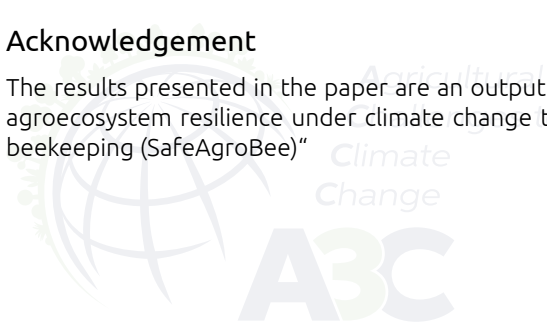 Acknowledgement
Agricultural
The results presented in the paper are an output
agroecosystem resilience under climate change t
beekeeping (SafeAgroBee)“
Climate
Change
A3C